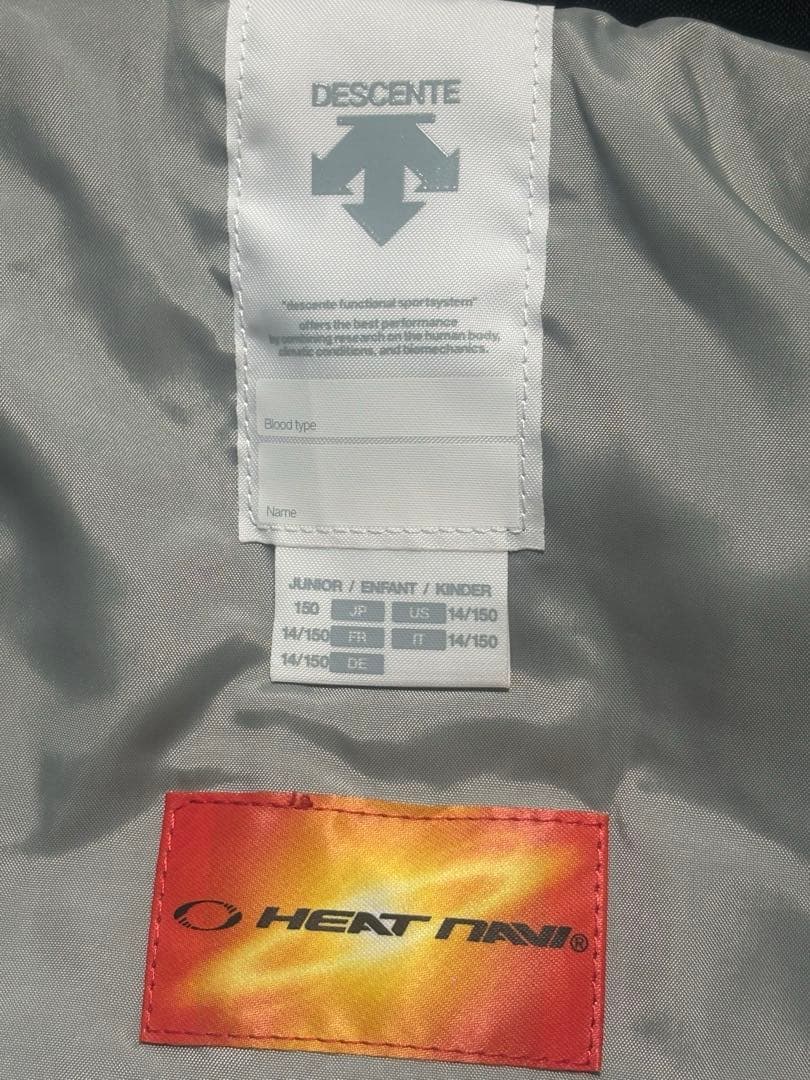 DESCENTE
"descente functional sportsystem"
offers the best performance
by combining research on the human body,
climatic conditions, and biomechanics.
Blood type
Name
JUNIOR / ENFANT / KINDER
150 JP US 14/150
14/150 FR IT 14/150
14/150 DE
HEAT NAVI®